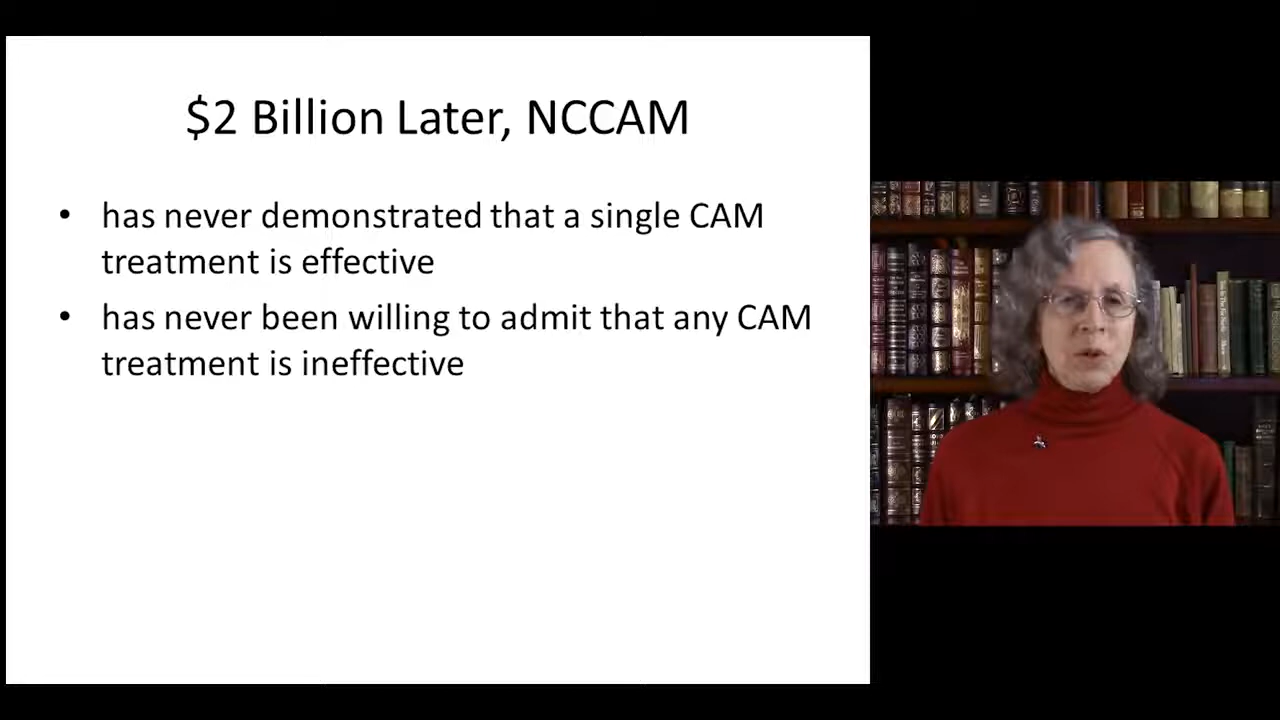 $2 Billion Later, NCCAM
• has never demonstrated that a single CAM
treatment is effective
• has never been willing to admit that any CAM
treatment is ineffective